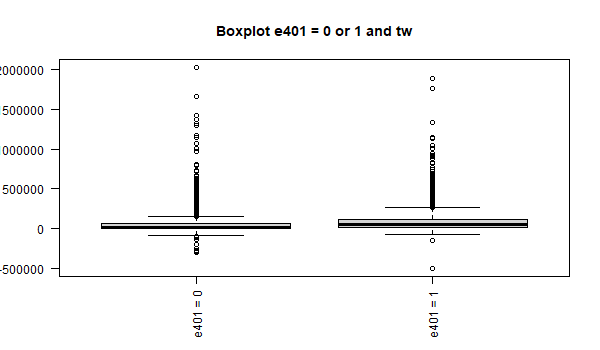 Boxplot e401 = 0 or 1 and tw
2000000
1500000
1000000
500000
0
-500000
e401 = 0
e401 = 1